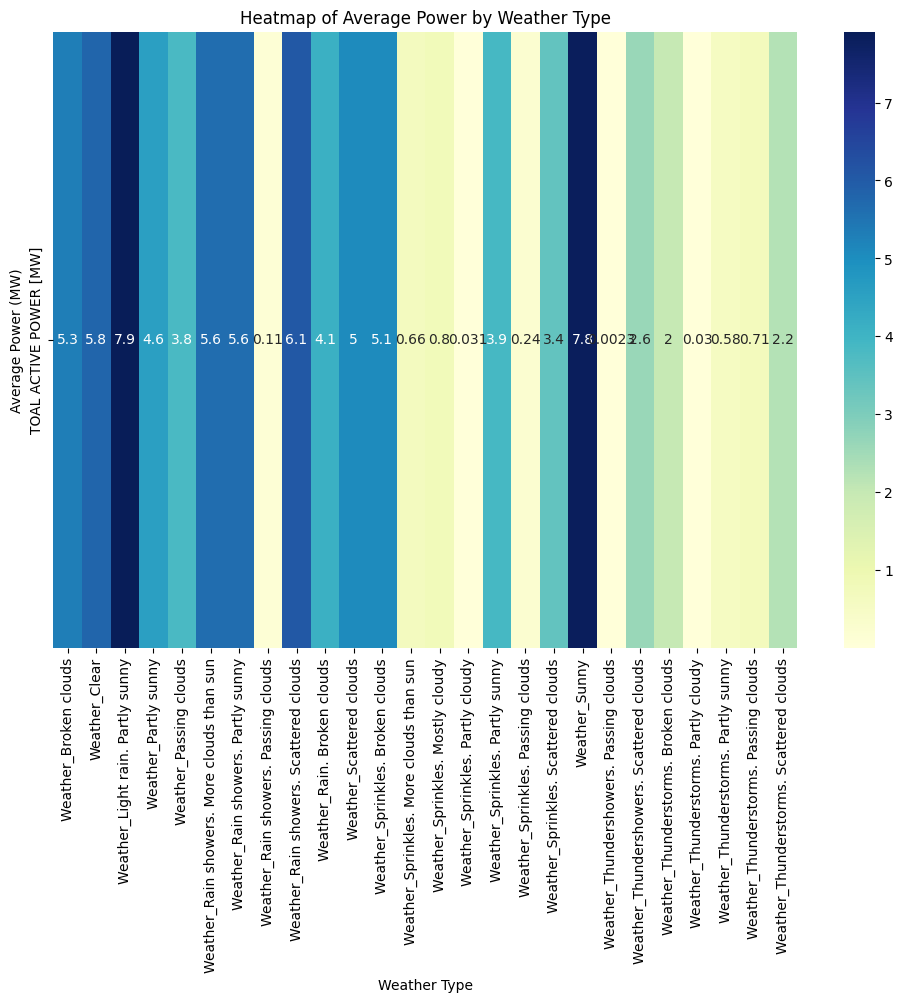 Heatmap of Average Power by Weather Type
Average Power (MW)
TOAL ACTIVE POWER [MW]
5.3 5.8 7.9 4.6 3.8 5.6 5.6 0.11 6.1 4.1 5 5.1 0.66 0.8 0.031 3.9 0.24 3.4 7.8 .0023 2.6 2 0.03 0.58 0.71 2.2
7
6
5
4
3
2
1
Weather_Broken clouds
Weather_Clear
Weather_Light rain. Partly sunny
Weather_Partly sunny
Weather_Passing clouds
Weather_Rain showers. More clouds than sun
Weather_Rain showers. Partly sunny
Weather_Rain showers. Passing clouds
Weather_Rain showers. Scattered clouds
Weather_Rain. Broken clouds
Weather_Scattered clouds
Weather_Sprinkles. Broken clouds
Weather_Sprinkles. More clouds than sun
Weather_Sprinkles. Mostly cloudy
Weather_Sprinkles. Partly cloudy
Weather_Sprinkles. Partly sunny
Weather_Sprinkles. Passing clouds
Weather_Sprinkles. Scattered clouds
Weather_Sunny
Weather_Thundershowers. Passing clouds
Weather_Thundershowers. Scattered clouds
Weather_Thunderstorms. Broken clouds
Weather_Thunderstorms. Partly cloudy
Weather_Thunderstorms. Partly sunny
Weather_Thunderstorms. Passing clouds
Weather_Thunderstorms. Scattered clouds
Weather Type